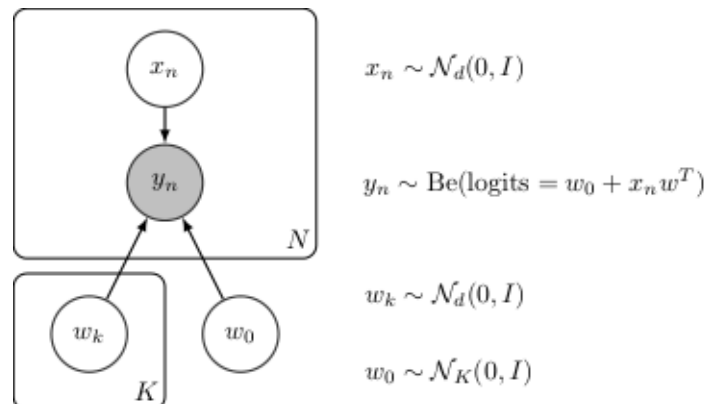 x_n
x_n ∼ 𝒩_d(0, I)
y_n
y_n ∼ Be(logits = w_0 + x_n w^T)
N
w_k
w_0
w_k ∼ 𝒩_d(0, I)
K
w_0 ∼ 𝒩_K(0, I)